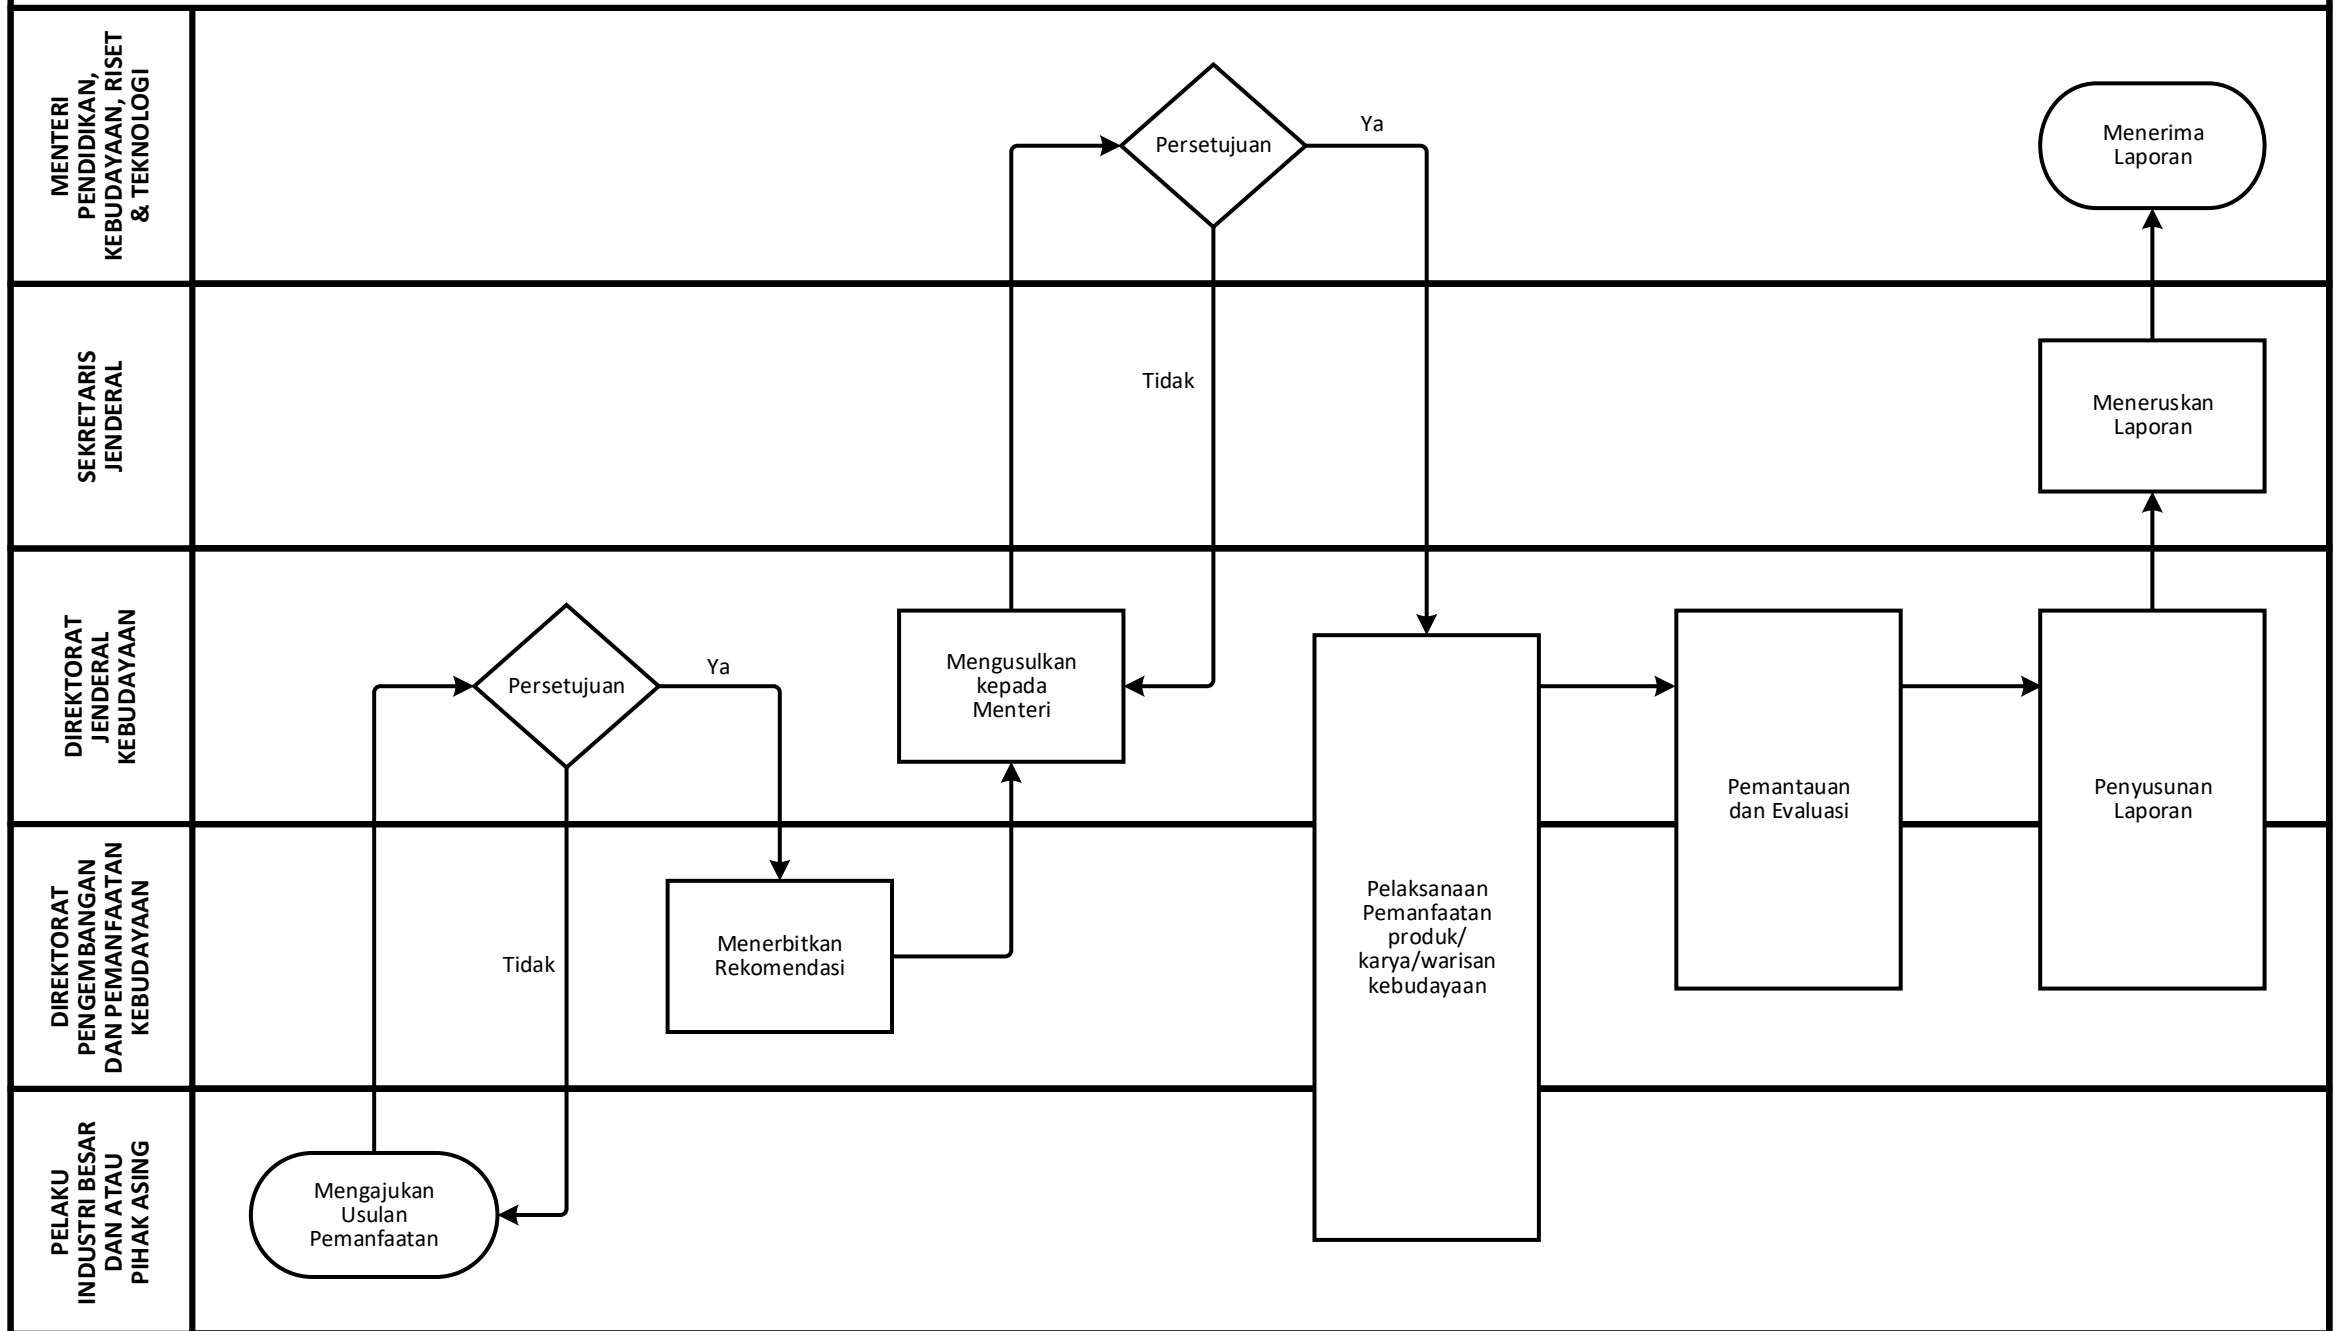 MENTERI
PENDIDIKAN,
KEBUDAYAAN, RISET
& TEKNOLOGI
Persetujuan
Ya
Tidak
Menerima
Laporan
SEKRETARIS
JENDERAL
Meneruskan
Laporan
DIREKTORAT
JENDERAL
KEBUDAYAAN
Persetujuan
Ya
Tidak
Mengusulkan
kepada
Menteri
Pemantauan
dan Evaluasi
Penyusunan
Laporan
DIREKTORAT
PENGEMBANGAN
DAN PEMANFAATAN
KEBUDAYAAN
Menerbitkan
Rekomendasi
Pelaksanaan
Pemanfaatan
produk/
karya/warisan
kebudayaan
PELAKU
INDUSTRI BESAR
DAN ATAU
PIHAK ASING
Mengajukan
Usulan
Pemanfaatan